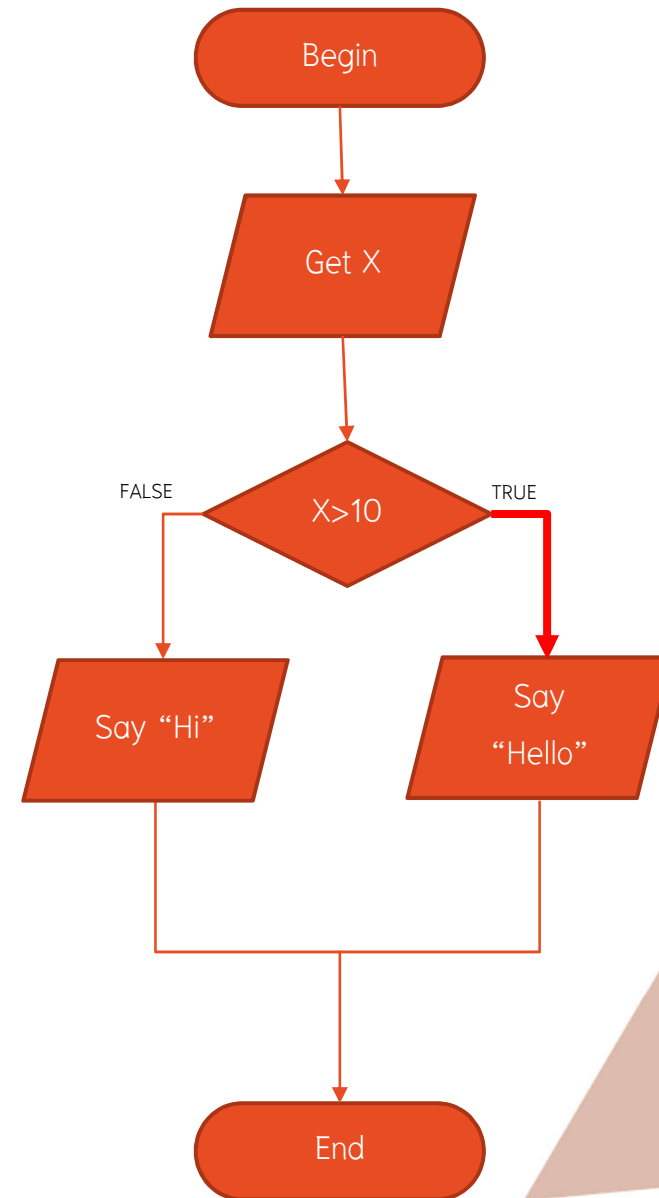 Begin
Get X
X>10
FALSE
TRUE
Say “Hi”
Say
“Hello”
End